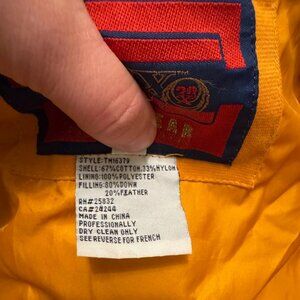 STYLE:TM16379
SHELL:67%COTTON,33%NYLON
LINING:100%POLYESTER
FILLING:80%DOWN
20%FEATHER
RN#25832
CA#24244
MADE IN CHINA
PROFESSIONALLY
DRY CLEAN ONLY
SEE REVERSE FOR FRENCH